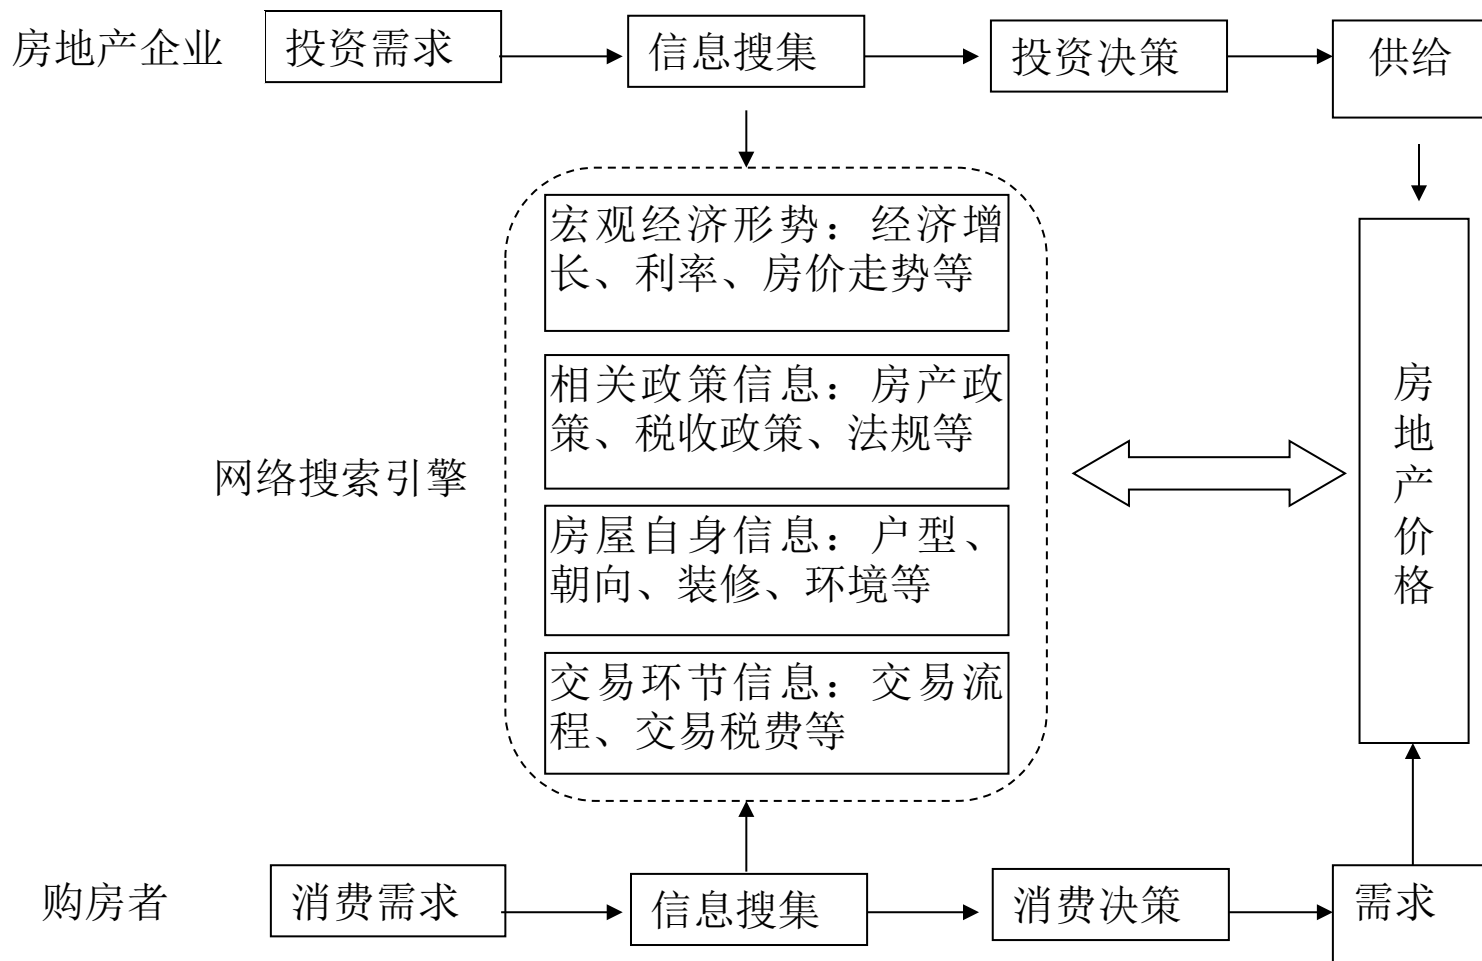 房地产企业 投资需求 信息搜集 投资决策 供给
宏观经济形势：经济增
长、利率、房价走势等
相关政策信息：房产政
策、税收政策、法规等
网络搜索引擎
房屋自身信息：户型、
朝向、装修、环境等
交易环节信息：交易流
程、交易税费等
房
地
产
价
格
购房者 消费需求 信息搜集 消费决策 需求